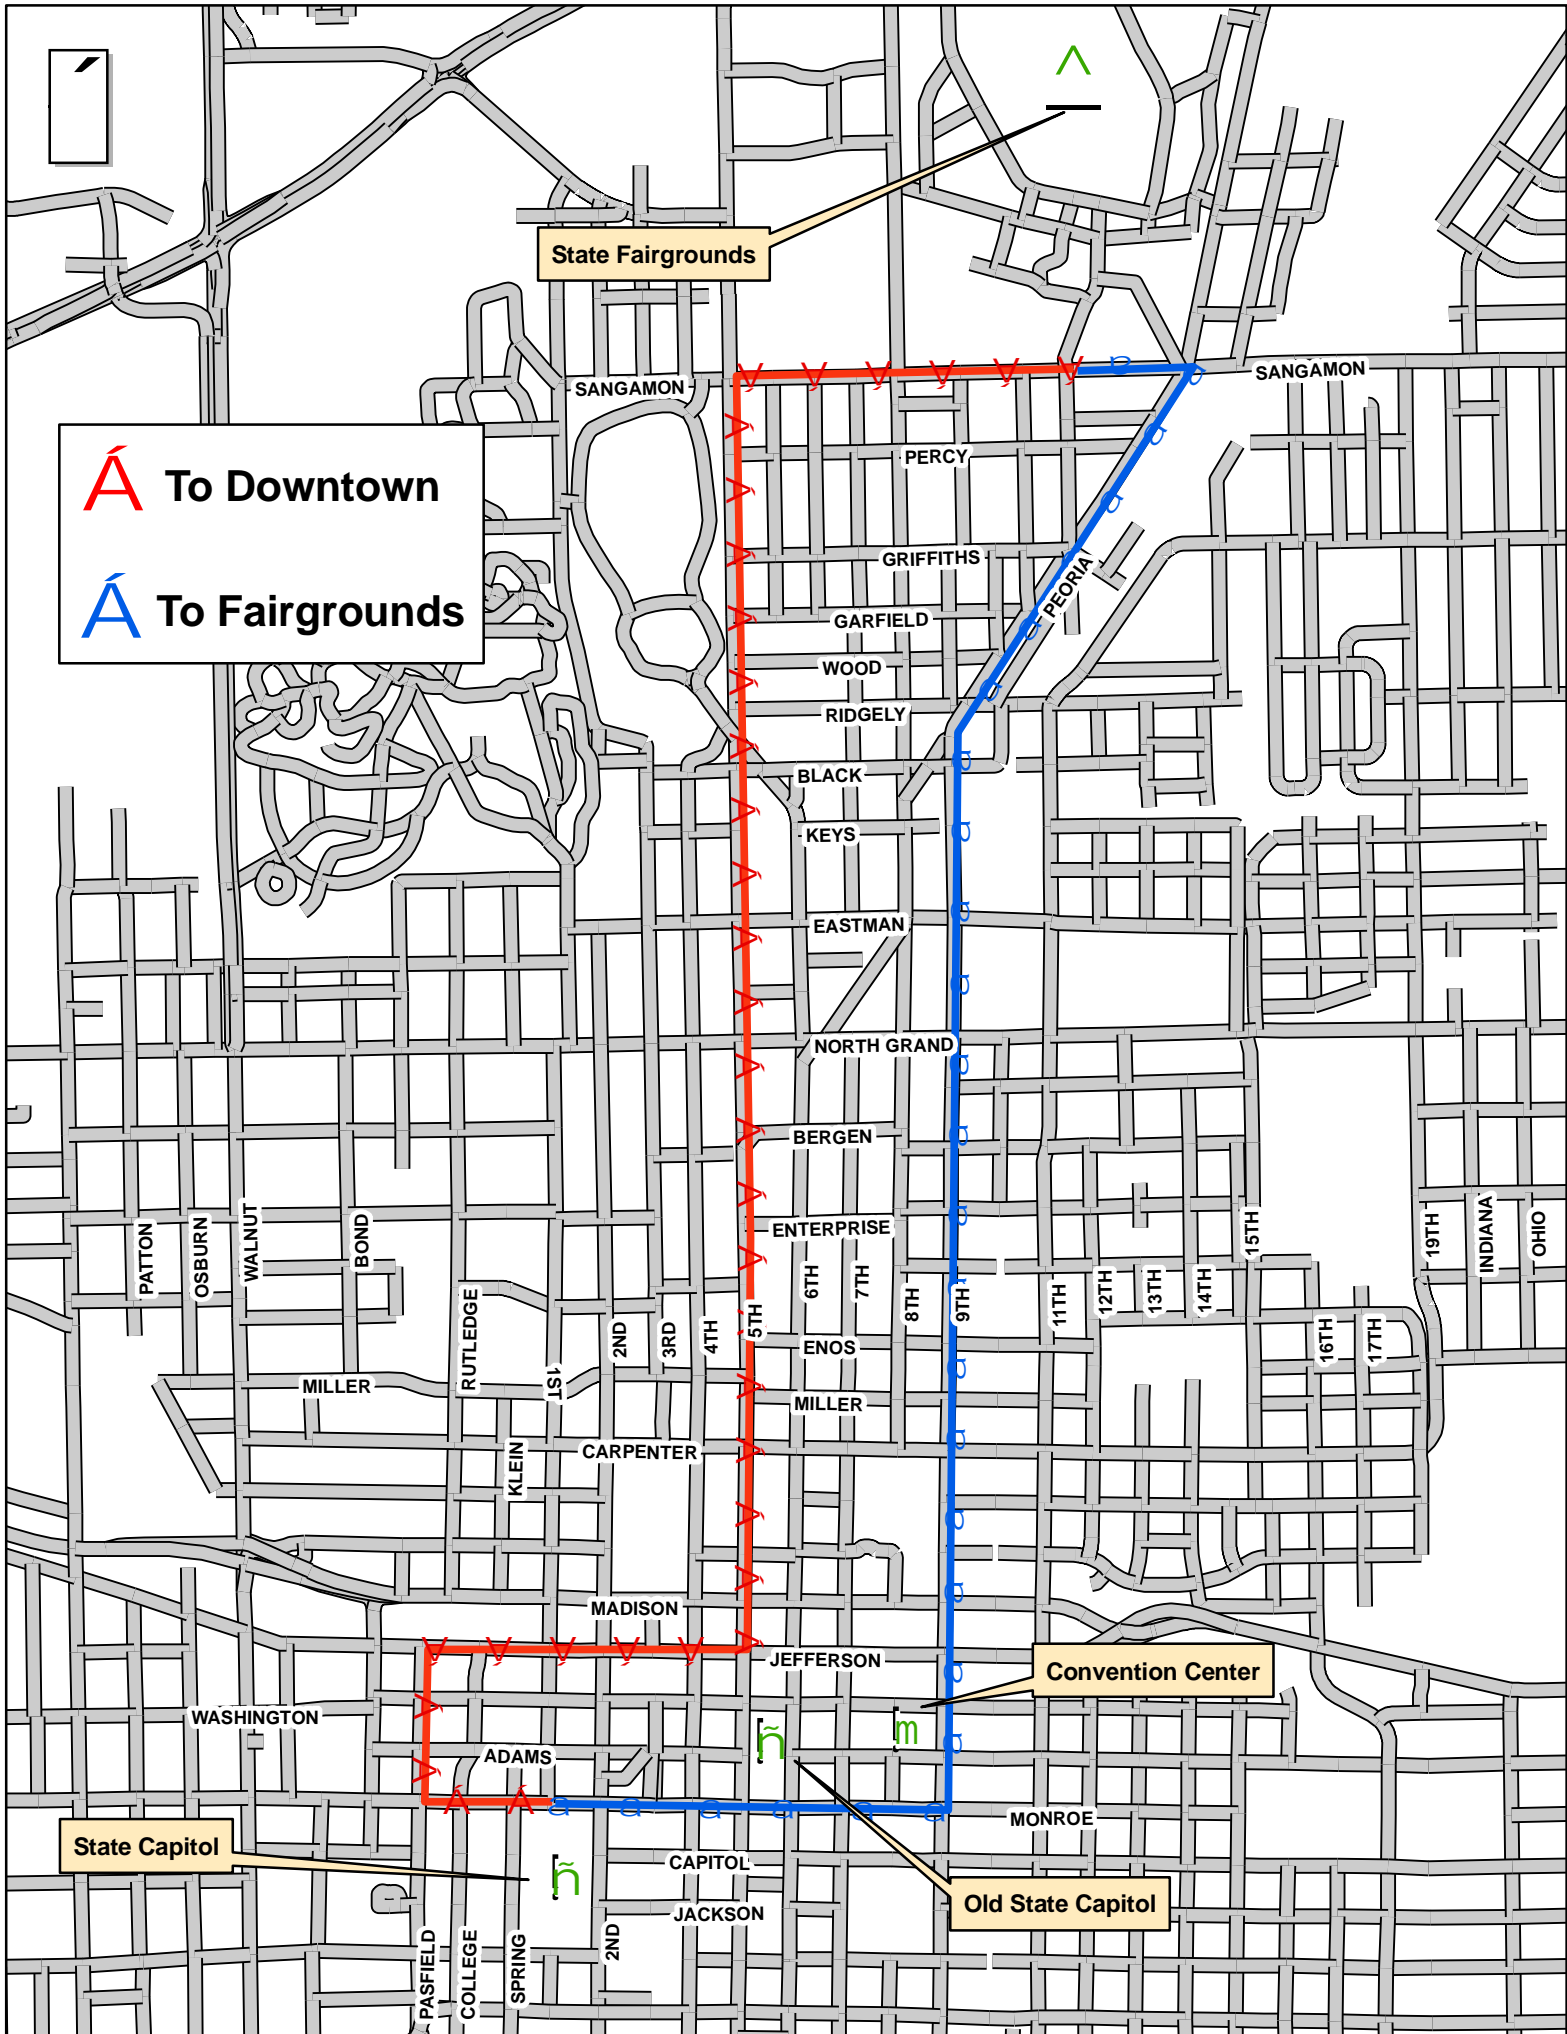 State Fairgrounds
SANGAMON
SANGAMON
PERCY
Á To Downtown
GRIFFITHS
PEORIA
Á To Fairgrounds
GARFIELD
WOOD
RIDGELY
BLACK
KEYS
EASTMAN
NORTH GRAND
BERGEN
ENTERPRISE
PATTON
OSBURN
WALNUT
BOND
6TH
7TH
8TH
9TH
11TH
12TH
13TH
14TH
15TH
19TH
INDIANA
OHIO
RUTLEDGE
1ST
2ND
3RD
4TH
5TH
ENOS
16TH
17TH
MILLER
MILLER
KLEIN
CARPENTER
MADISON
JEFFERSON
Convention Center
WASHINGTON
ADAMS
ñ
m
MONROE
State Capitol
CAPITOL
ñ
Old State Capitol
JACKSON
PASFIELD
COLLEGE
SPRING
2ND